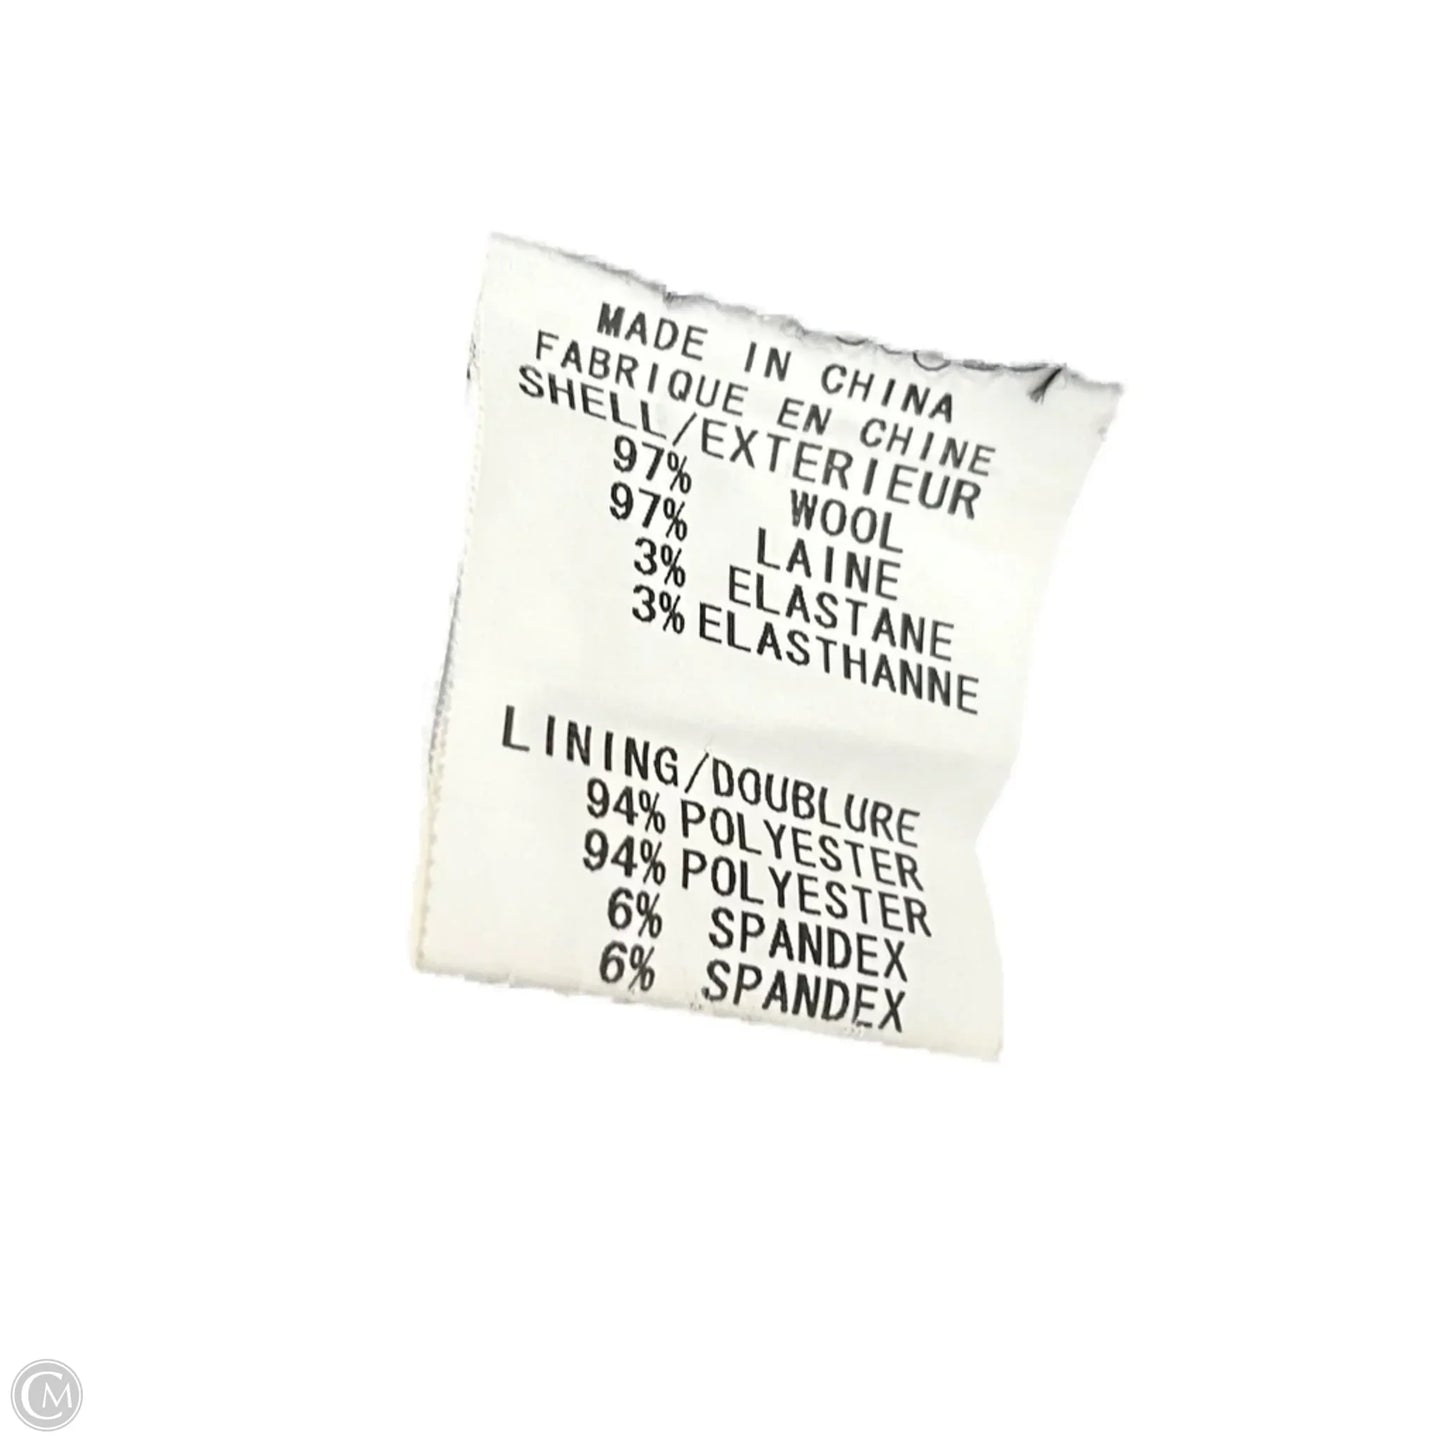 MADE IN CHINA
FABRIQUE EN CHINE
SHELL/EXTERIEUR
97% WOOL
97% LAINE
3% ELASTANE
3% ELASTHANNE
LINING/DOUBLURE
94% POLYESTER
94% POLYESTER
6% SPANDEX
6% SPANDEX
CM